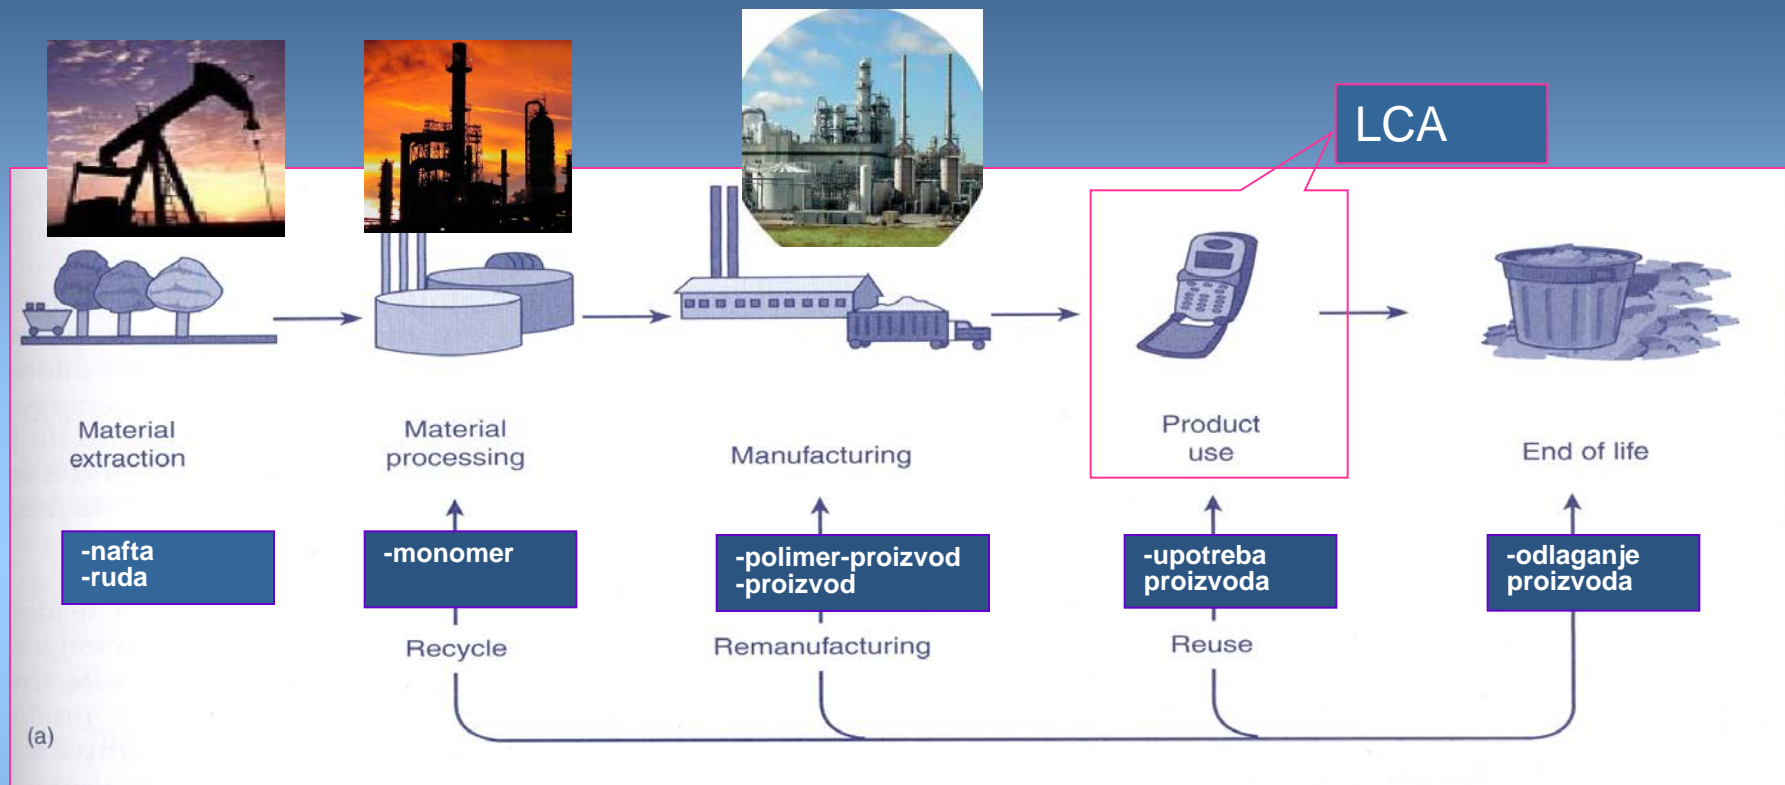 LCA
Material
extraction
Material
processing
Manufacturing
Product
use
End of life
-nafta
-ruda
-monomer
-polimer-proizvod
-proizvod
-upotreba
proizvoda
-odlaganje
proizvoda
Recycle
Remanufacturing
Reuse
(a)